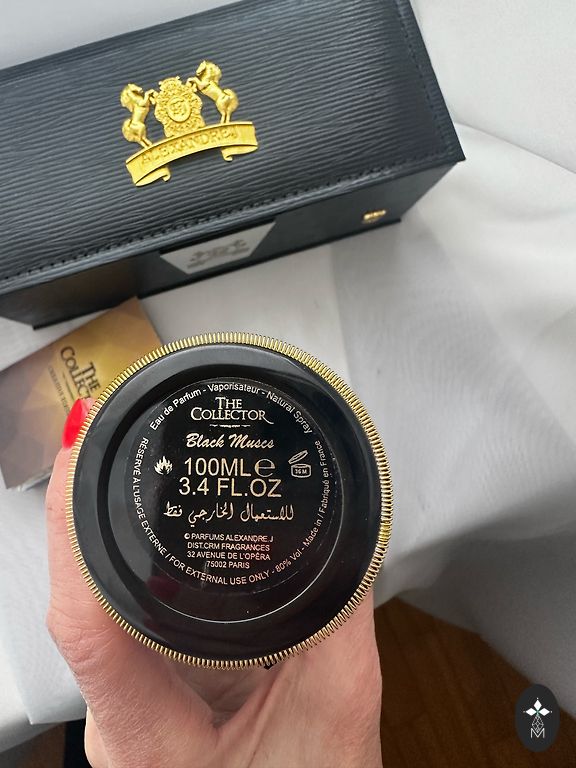 ALEXANDRE.J
THE
COLLECTOR
Eau de Parfum - Vaporisateur - Natural Spray
THE
COLLECTOR
Black Muscs
100ML e
3.4 FL.OZ
36 M
للاستعمال الخارجي فقط
© PARFUMS ALEXANDRE.J
DIST.CRM FRAGRANCES
32 AVENUE DE L'OPÉRA
75002 PARIS
RÉSERVÉ À L'USAGE EXTERNE / FOR EXTERNAL USE ONLY - 80% Vol - Made in / Fabriqué en France
M